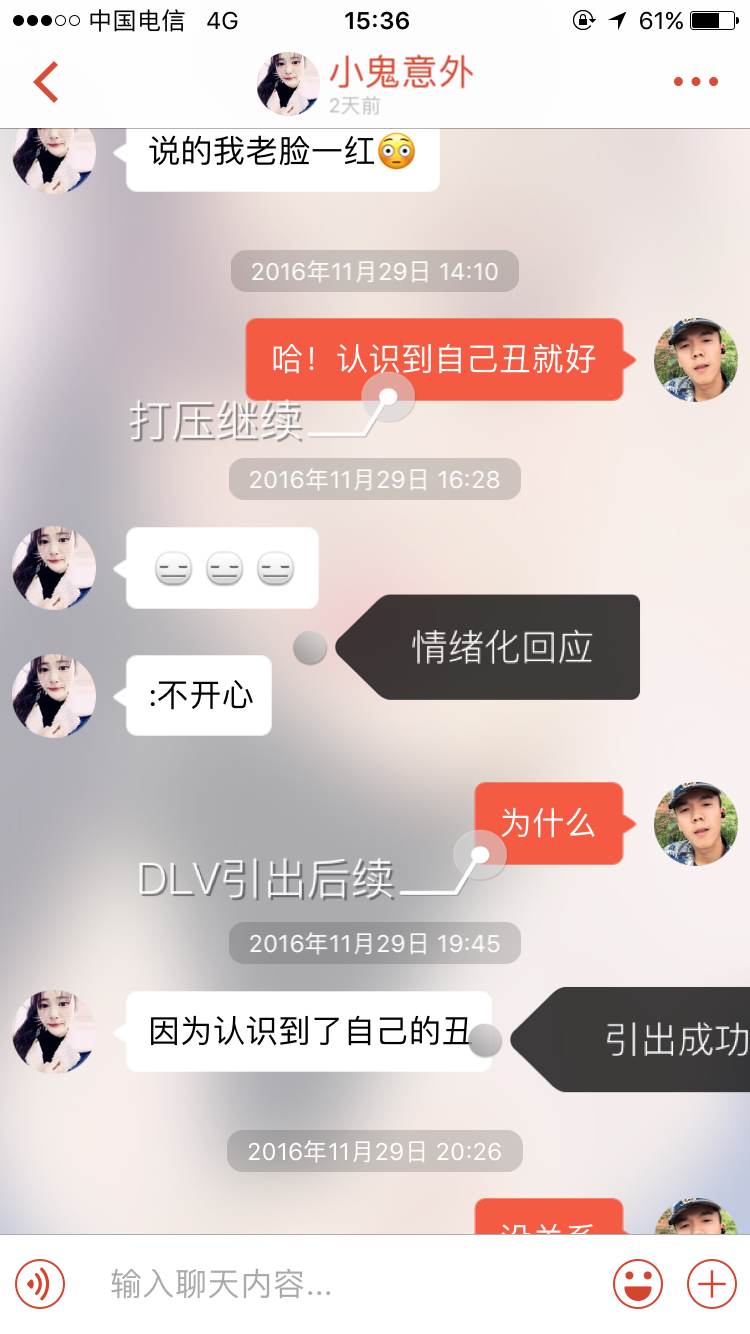 中国电信 4G 15:36 61%
小鬼意外
2天前
说的我老脸一红😳
2016年11月29日 14:10
哈！认识到自己丑就好
打压继续
2016年11月29日 16:28
😑 😑 😑
情绪化回应
:不开心
为什么
DLV引出后续
2016年11月29日 19:45
因为认识到了自己的丑
引出成功
2016年11月29日 20:26
没关系
输入聊天内容...